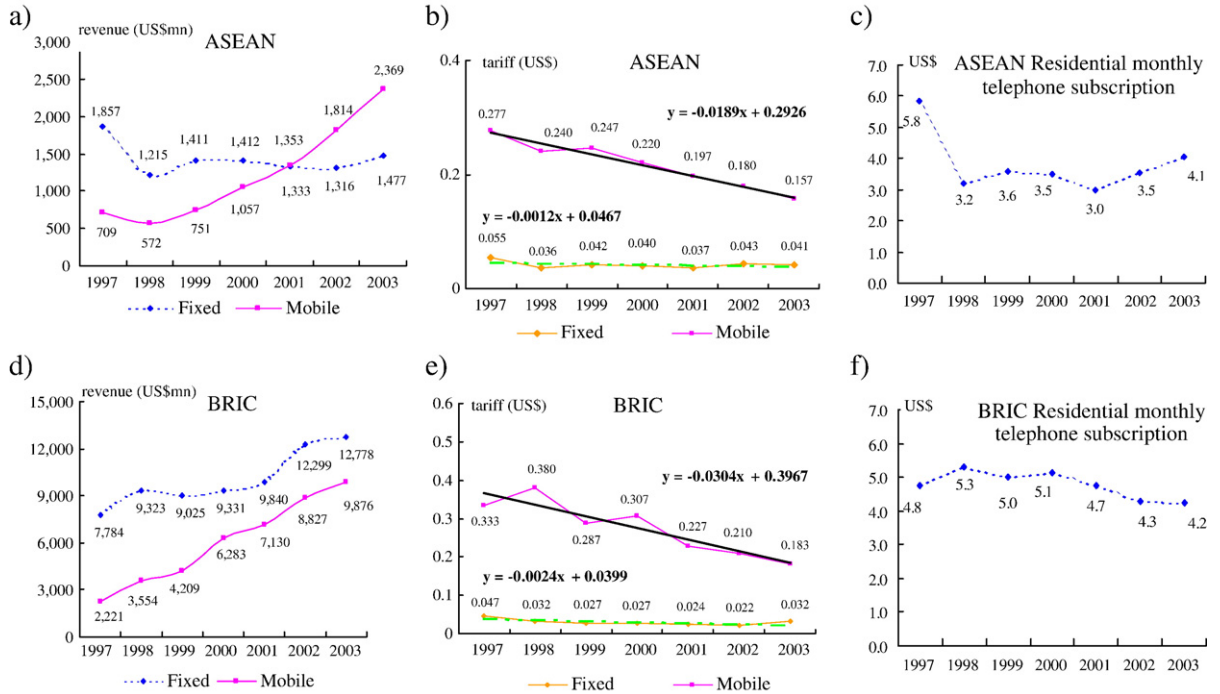 a)
revenue (US$mn)
ASEAN
3,000
2,500
2,000
1,500
1,000
500
0
1,857
1,215
1,411
1,412
1,353
1,814
2,369
709
572
751
1,057
1,333
1,316
1,477
1997 1998 1999 2000 2001 2002 2003
Fixed Mobile
b)
tariff (US$)
ASEAN
0.4
0.2
0
y = -0.0189x + 0.2926
0.277
0.240
0.247
0.220
0.197
0.180
0.157
y = -0.0012x + 0.0467
0.055 0.036 0.042 0.040 0.037 0.043 0.041
1997 1998 1999 2000 2001 2002 2003
Fixed Mobile
c)
US$
ASEAN Residential monthly
telephone subscription
7.0
6.0
5.0
4.0
3.0
2.0
1.0
0.0
5.8
3.2
3.6
3.5
3.0
3.5
4.1
1997 1998 1999 2000 2001 2002 2003
d)
revenue (US$mn)
BRIC
15,000
12,000
9,000
6,000
3,000
0
7,784
9,323
9,025
9,331
9,840
12,299
12,778
2,221
3,554
4,209
6,283
7,130
8,827
9,876
1997 1998 1999 2000 2001 2002 2003
Fixed Mobile
e)
tariff (US$)
BRIC
0.6
0.5
0.4
0.3
0.2
0.1
0
y = -0.0304x + 0.3967
0.333
0.380
0.287
0.307
0.227
0.210
0.183
y = -0.0024x + 0.0399
0.047 0.032 0.027 0.027 0.024 0.022 0.032
1997 1998 1999 2000 2001 2002 2003
Fixed Mobile
f)
US$
BRIC Residential monthly
telephone subscription
7.0
6.0
5.0
4.0
3.0
2.0
1.0
0.0
4.8
5.3
5.0
5.1
4.7
4.3
4.2
1997 1998 1999 2000 2001 2002 2003